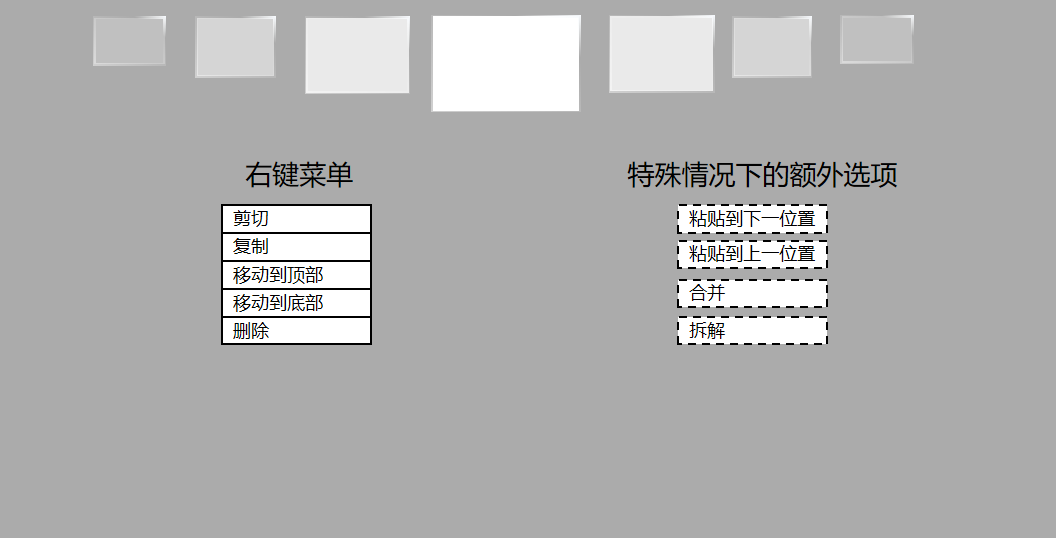 右键菜单
特殊情况下的额外选项
剪切
复制
移动到顶部
移动到底部
删除
粘贴到下一位置
粘贴到上一位置
合并
拆解